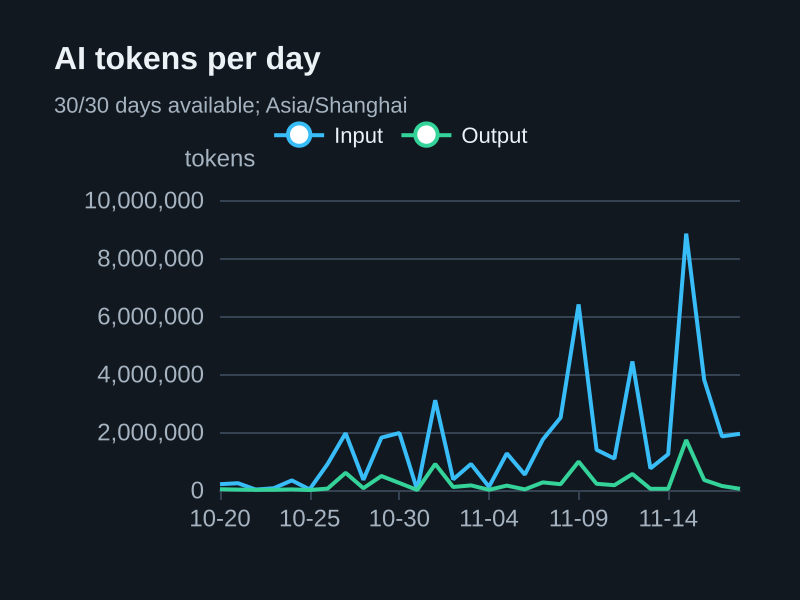 AI tokens per day
30/30 days available; Asia/Shanghai
Input Output
tokens
10,000,000
8,000,000
6,000,000
4,000,000
2,000,000
0
10-20 10-25 10-30 11-04 11-09 11-14